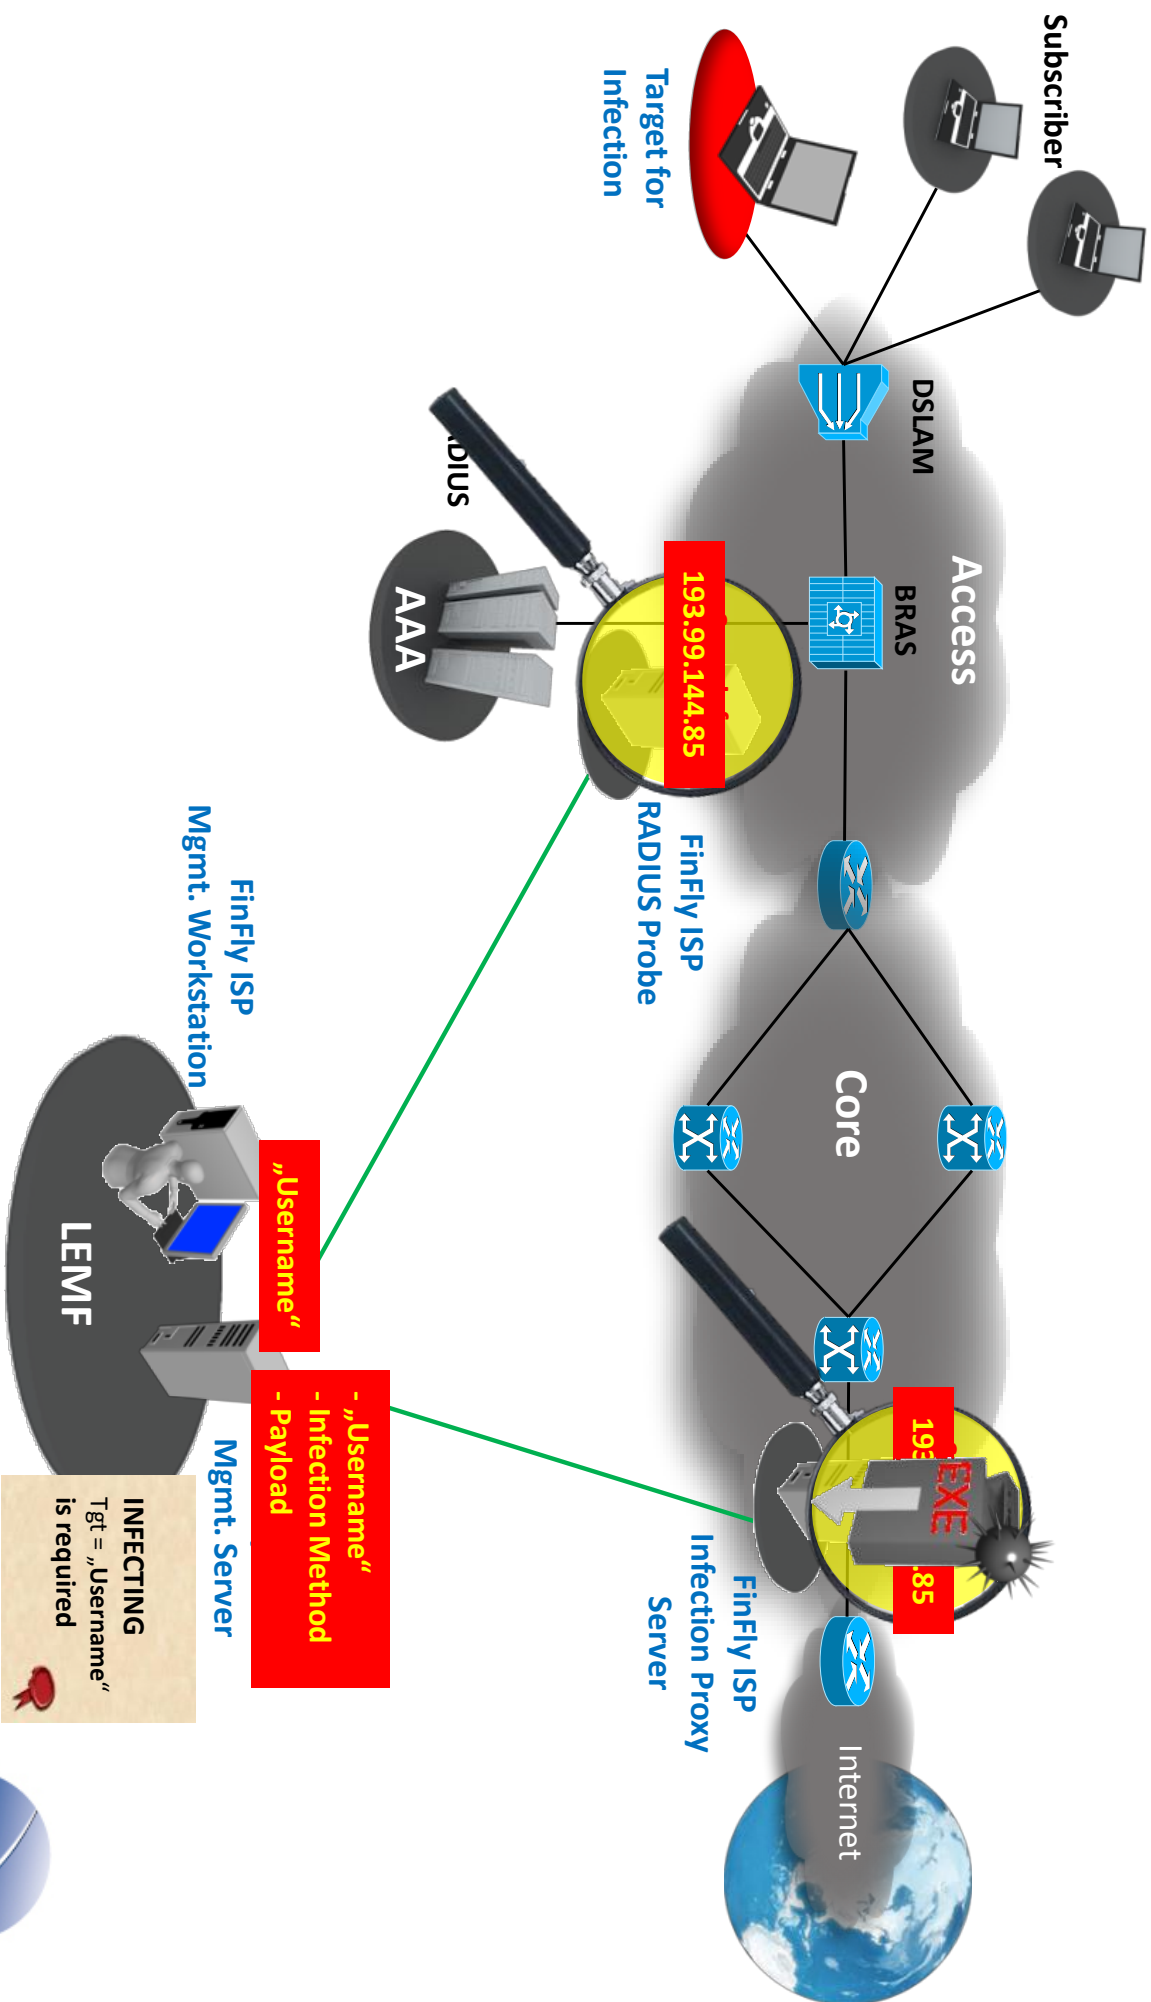 Subscriber
Target for
Infection
DSLAM
Access
BRAS
193.99.144.85
AAA
FinFly ISP
RADIUS Probe
Core
FinFly ISP
Mgmt. Workstation
„Username“
LEMF
- „Username“
- Infection Method
- Payload
Mgmt. Server
EXE
.85
FinFly ISP
Infection Proxy
Server
Internet
INFECTING
Tgt = „Username“
is required